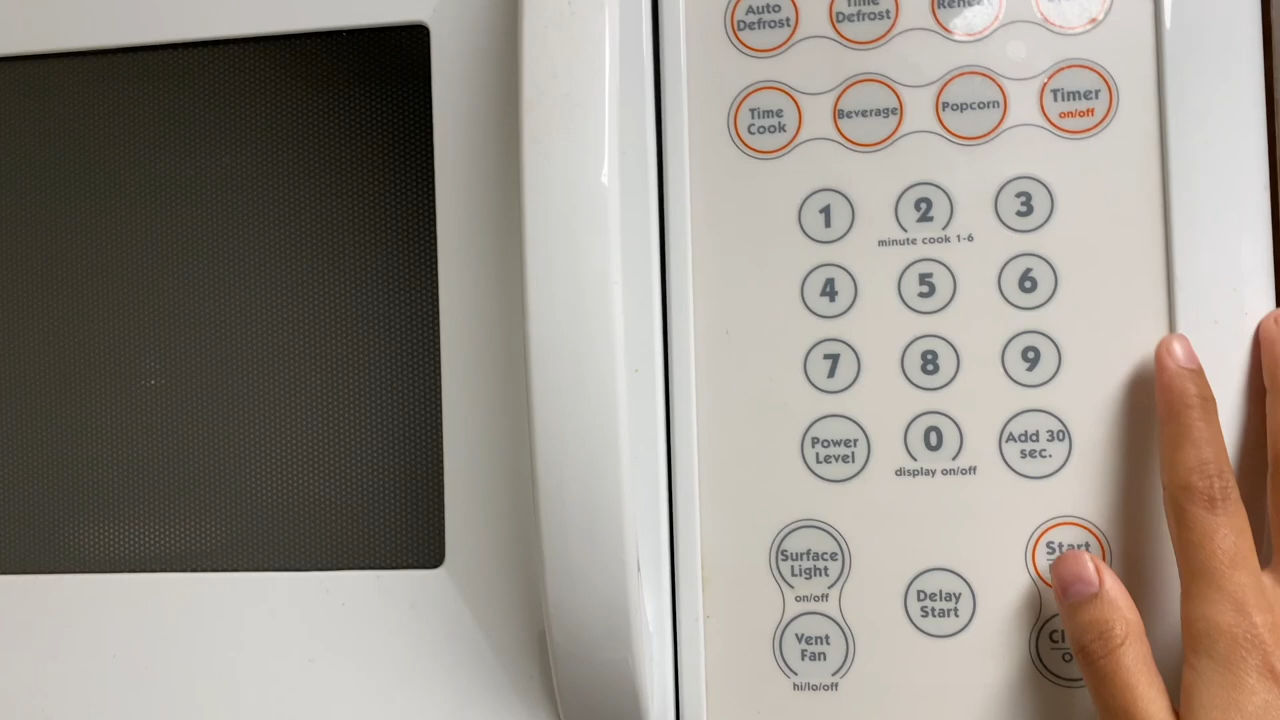 Auto
Defrost
Time
Defrost
Reheat
Time
Cook
Beverage
Popcorn
Timer
on/off
1
2
3
minute cook 1-6
4
5
6
7
8
9
Power
Level
0
display on/off
Add 30
sec.
Surface
Light
on/off
Delay
Start
Start
Vent
Fan
hi/lo/off